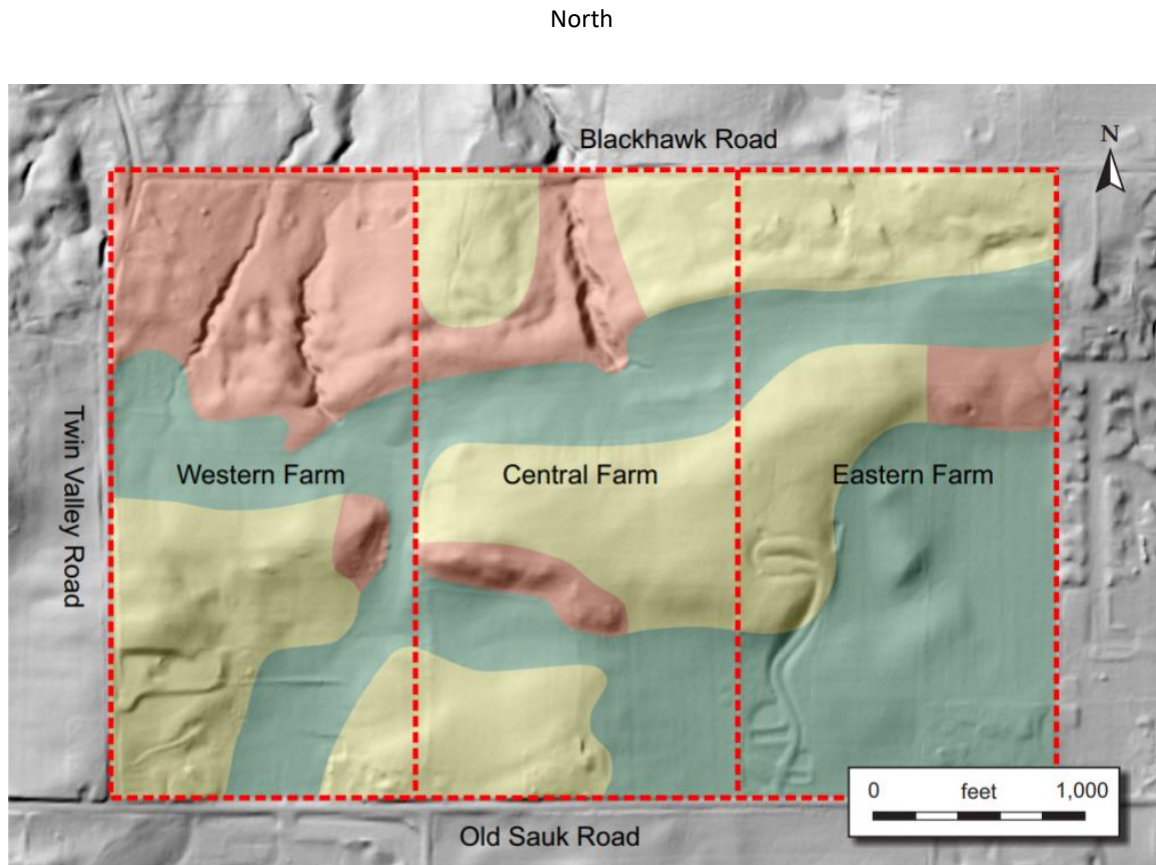 North
Blackhawk Road
N
Twin Valley Road
Western Farm
Central Farm
Eastern Farm
0 feet 1,000
Old Sauk Road